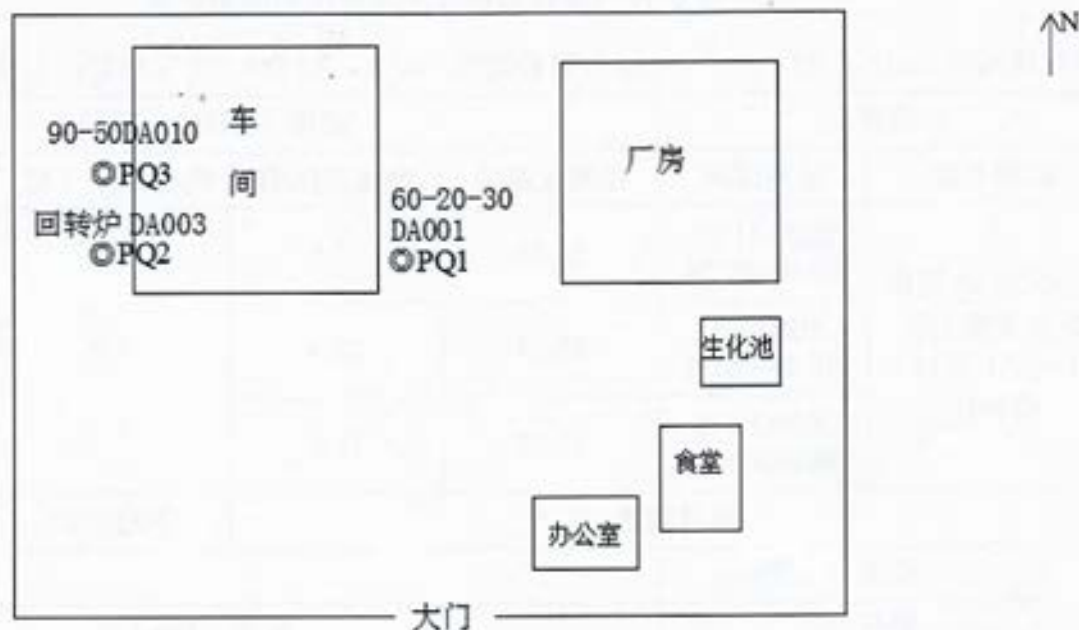 N
车
间
90-50DA010
◎PQ3
回转炉 DA003
◎PQ2
60-20-30
DA001
◎PQ1
厂房
生化池
食堂
办公室
大门